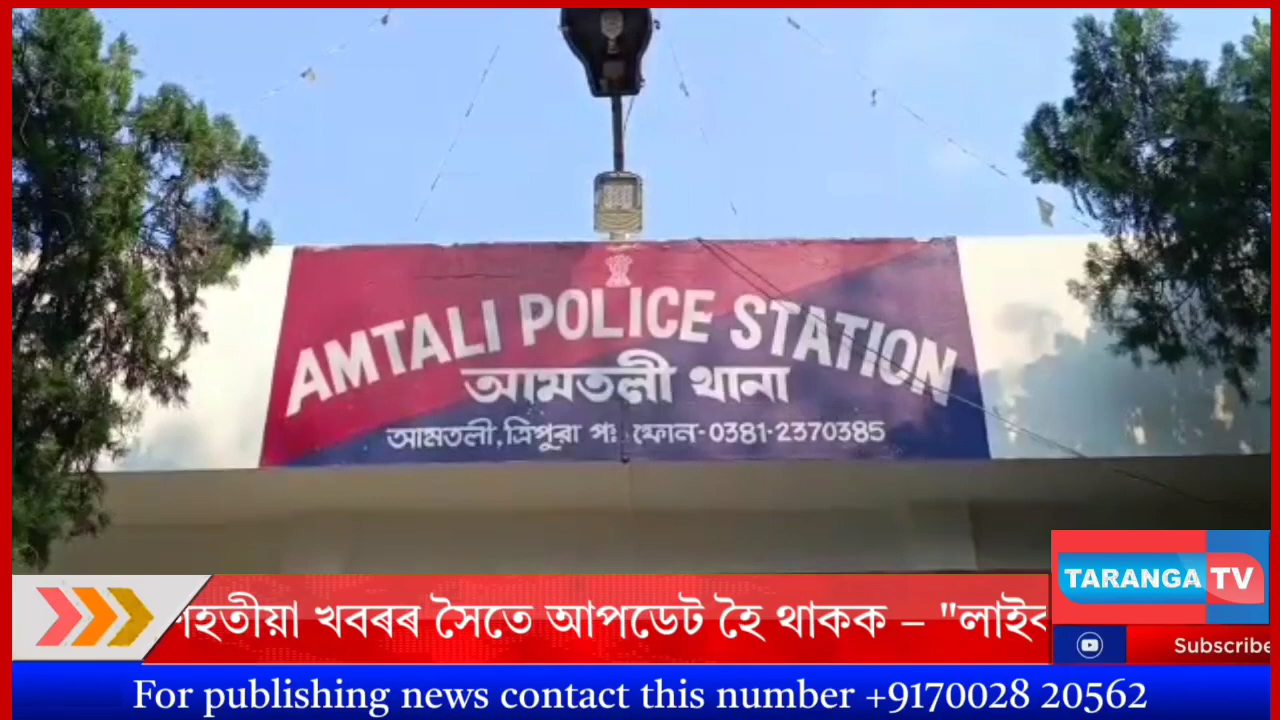 AMTALI POLICE STATION
আমতলী থানা
আমতলী, ত্রিপুরা পঃ ফোন-0381-2370385
TARANGA TV
খবৰৰ সৈতে আপডেট হৈ থাকক – "লাইব
Subscribe
For publishing news contact this number +9170028 20562